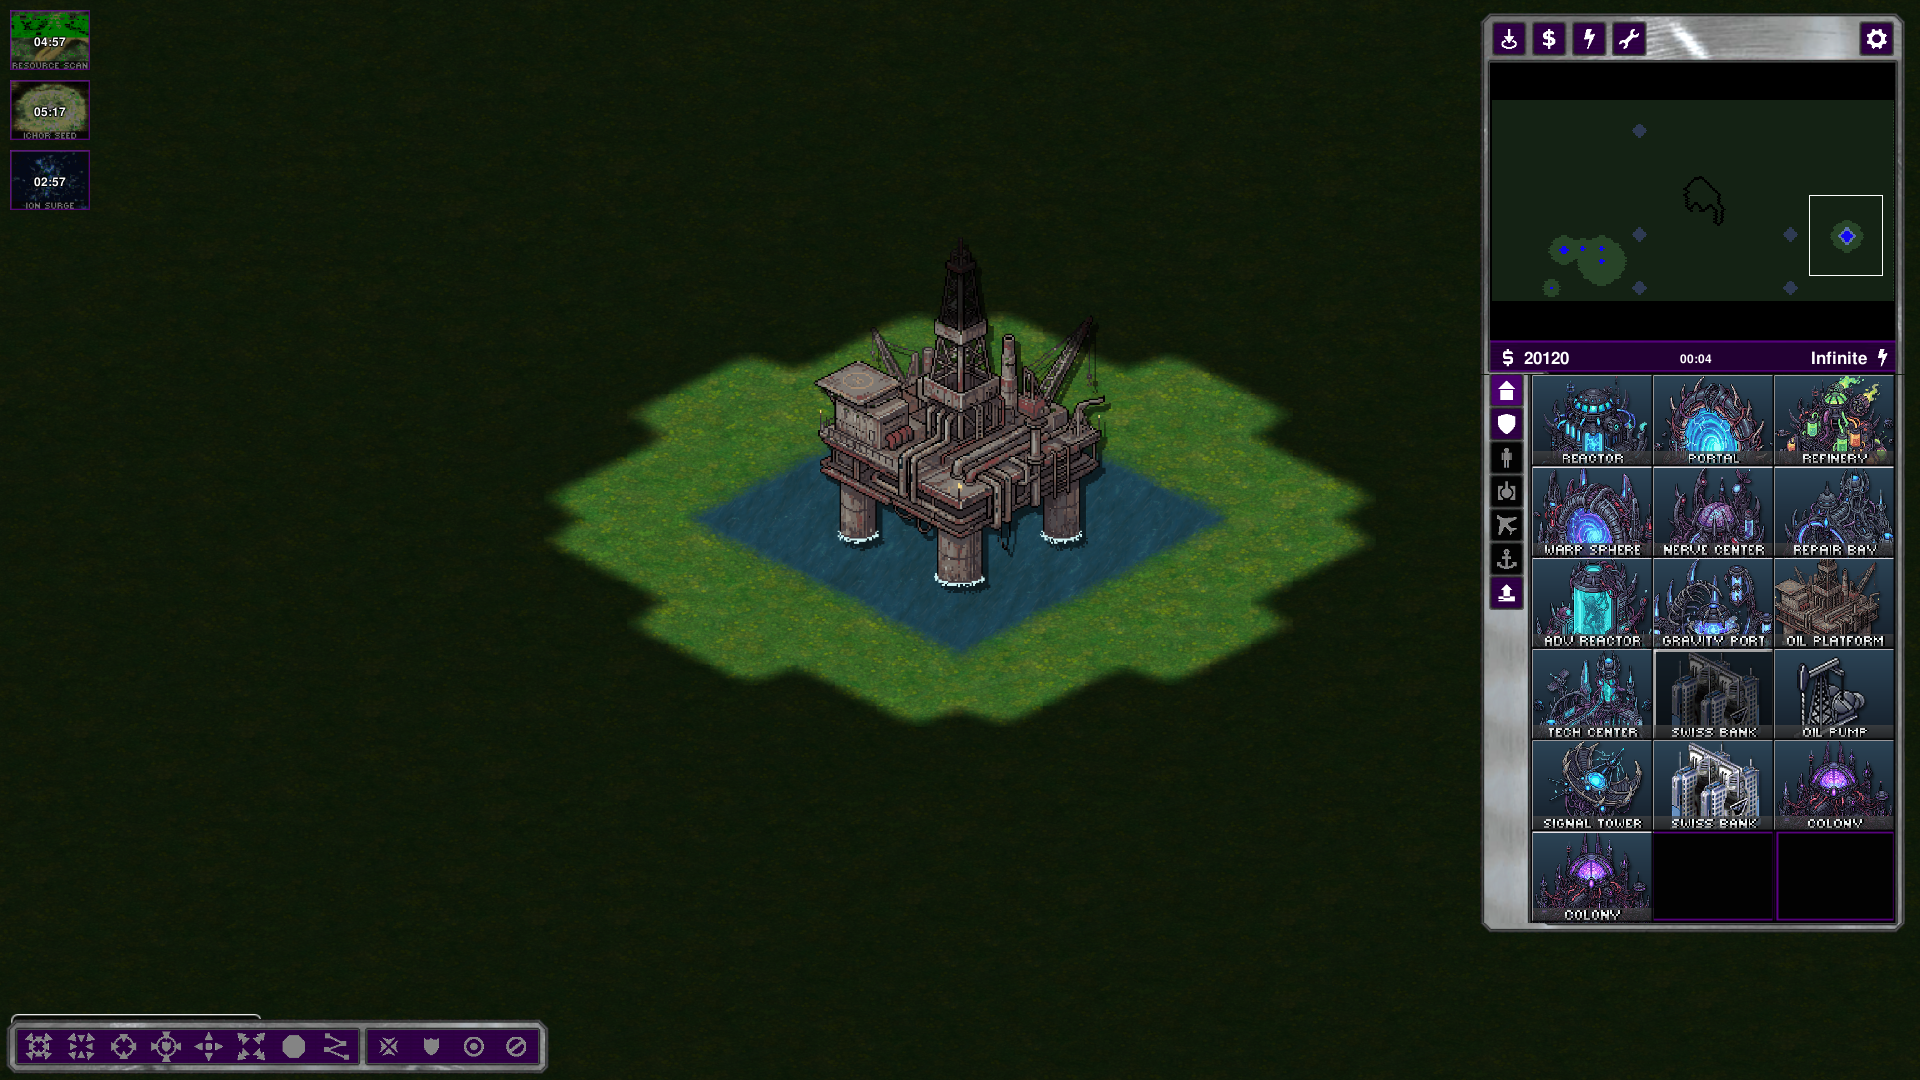 04:57
RESOURCE SCAN
05:17
ICHOR SEED
02:57
ION SURGE
$ 20120
00:04
Infinite
REACTOR
PORTAL
REFINERY
WARP SPHERE
NERVE CENTER
REPAIR BAY
ADV REACTOR
GRAVITY PORT
OIL PLATFORM
TECH CENTER
SWISS BANK
OIL PUMP
SIGNAL TOWER
SWISS BANK
COLONY
COLONY